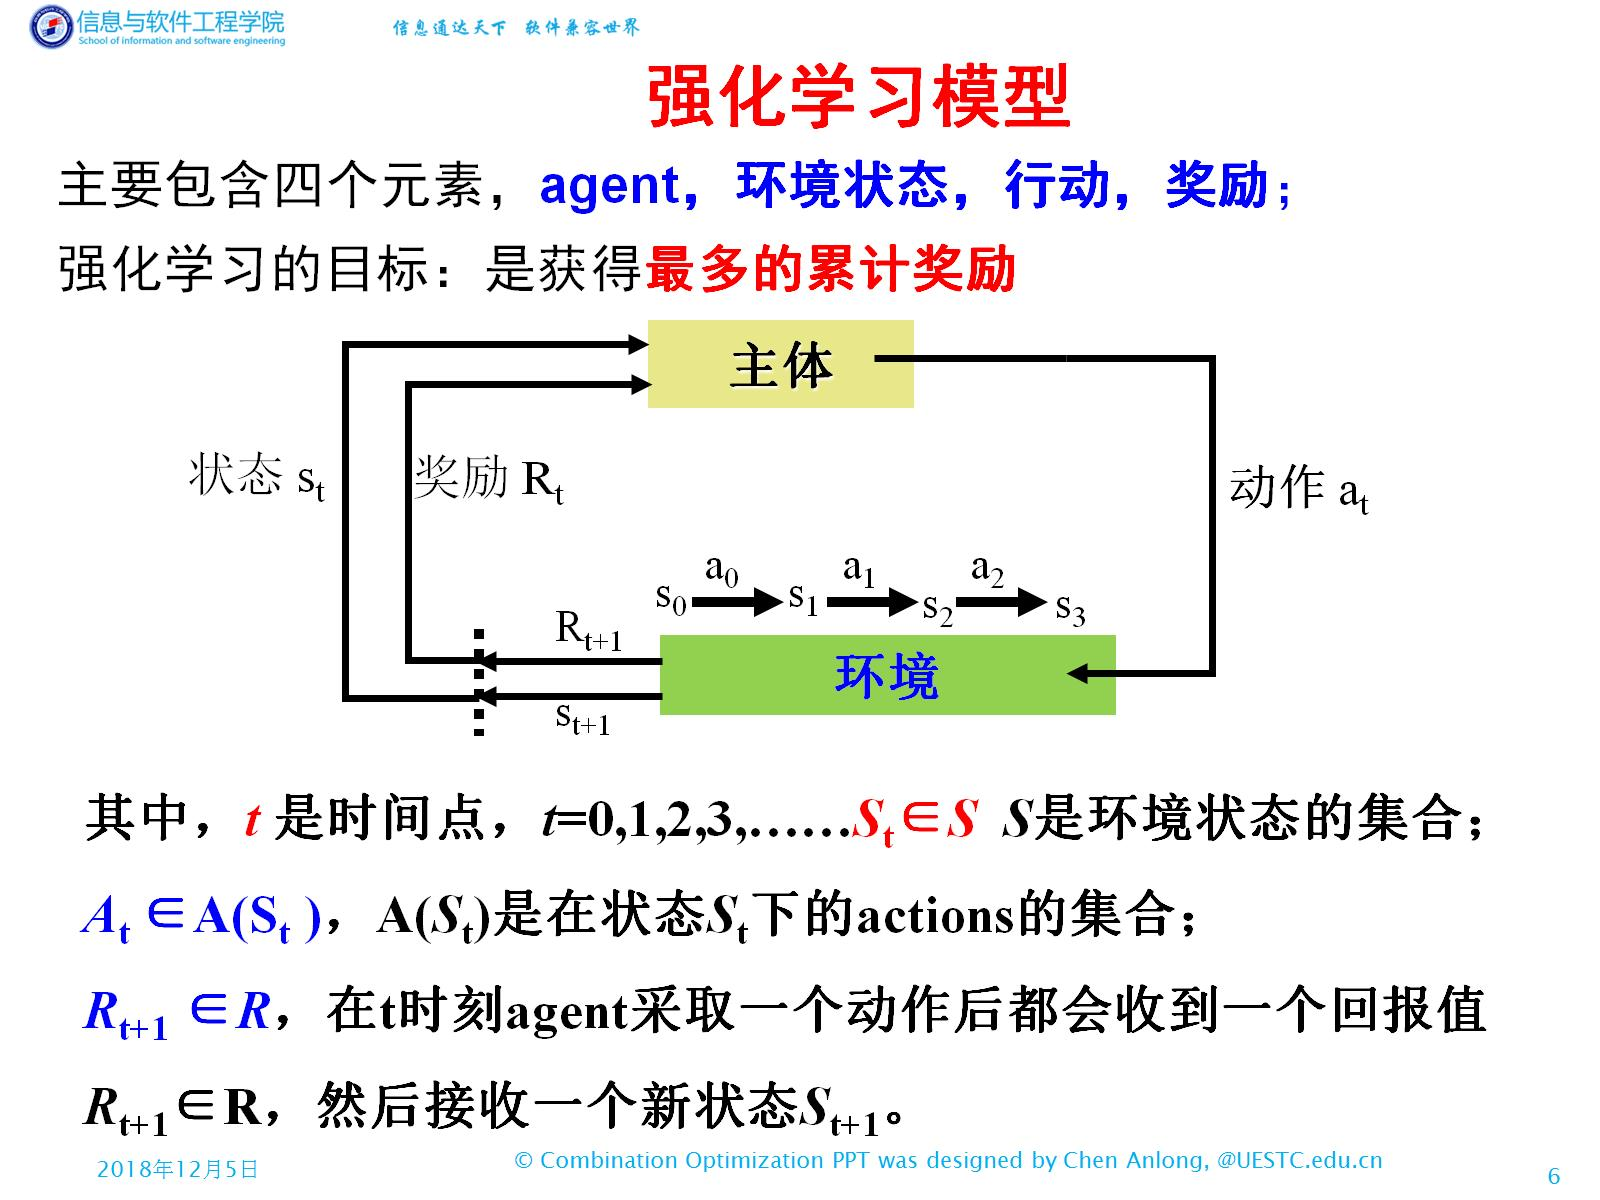 信息与软件工程学院
School of information and software engineering
信息通达天下 软件兼容世界
强化学习模型
主要包含四个元素，agent，环境状态，行动，奖励；
强化学习的目标：是获得最多的累计奖励
主体
状态 st
奖励 Rt
动作 at
a0 a1 a2
s0 s1 s2 s3
Rt+1
环境
st+1
其中，t 是时间点，t=0,1,2,3,……St∈S S是环境状态的集合；
At ∈A(St )，A(St)是在状态St下的actions的集合；
Rt+1 ∈R，在t时刻agent采取一个动作后都会收到一个回报值
Rt+1∈R，然后接收一个新状态St+1。
2018年12月5日
© Combination Optimization PPT was designed by Chen Anlong, @UESTC.edu.cn
6